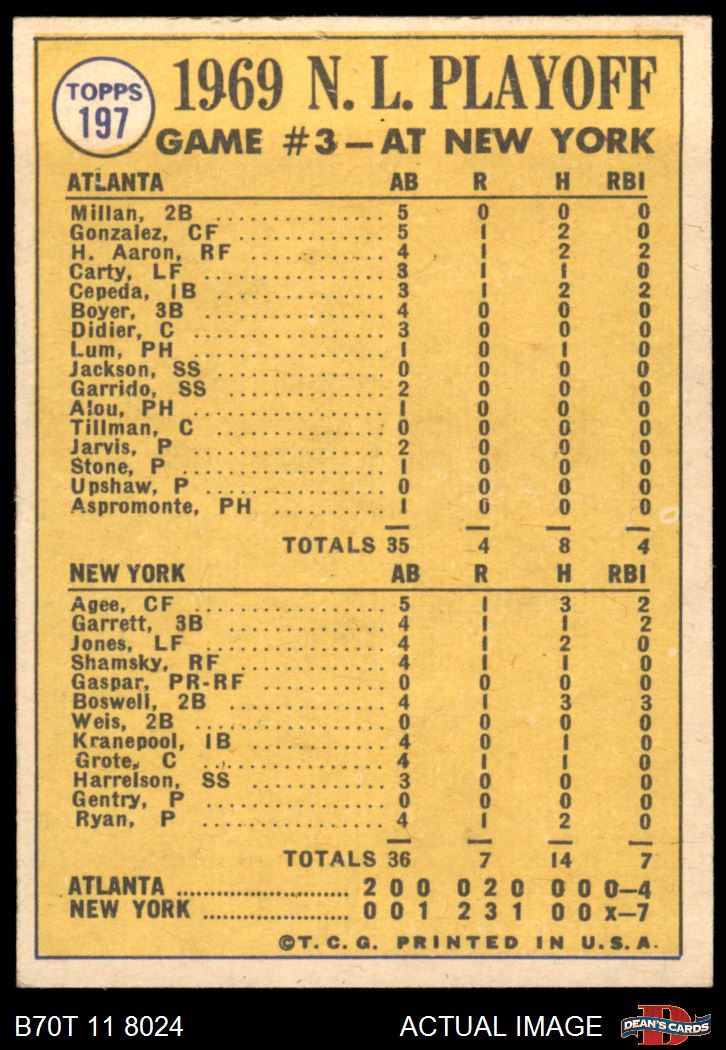 TOPPS
197
1969 N. L. PLAYOFF
GAME #3—AT NEW YORK
ATLANTA AB R H RBI
Millan, 2B .................. 5 0 0 0
Gonzalez, CF ............... 5 1 2 0
H. Aaron, RF .............. 4 1 2 2
Carty, LF .................. 3 1 1 0
Cepeda, 1B ................ 3 1 2 2
Boyer, 3B .................. 4 0 0 0
Didier, C .................. 3 0 0 0
Lum, PH .................. 1 0 1 0
Jackson, SS ............... 0 0 0 0
Garrido, SS ............... 2 0 0 0
Alou, PH .................. 1 0 0 0
Tillman, C ................. 0 0 0 0
Jarvis, P .................. 2 0 0 0
Stone, P .................. 1 0 0 0
Upshaw, P ................ 0 0 0 0
Aspromonte, PH ............ 1 0 0 0
TOTALS 35 4 8 4
NEW YORK AB R H RBI
Agee, CF .................. 5 1 3 2
Garrett, 3B ................ 4 1 1 2
Jones, LF .................. 4 1 2 0
Shamsky, RF .............. 4 1 1 0
Gaspar, PR-RF ............. 0 0 0 0
Boswell, 2B ................ 4 1 3 3
Weis, 2B .................. 0 0 0 0
Kranepool, 1B ............. 4 0 1 0
Grote, C .................. 4 1 1 0
Harrelson, SS .............. 3 0 0 0
Gentry, P .................. 0 0 0 0
Ryan, P .................. 4 1 2 0
TOTALS 36 7 14 7
ATLANTA .......................... 2 0 0 0 2 0 0 0 0—4
NEW YORK ...................... 0 0 1 2 3 1 0 0 x—7
©T. C. G. PRINTED IN U. S. A.
B70T 11 8024 ACTUAL IMAGE
D
DEAN'S CARDS